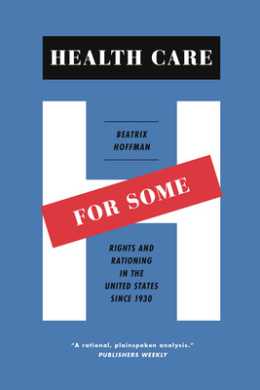 HEALTH CARE
BEATRIX
HOFFMAN
H
FOR SOME
RIGHTS AND
RATIONING
IN THE
UNITED STATES
SINCE 1930
"A rational, plainspoken analysis."
PUBLISHERS WEEKLY